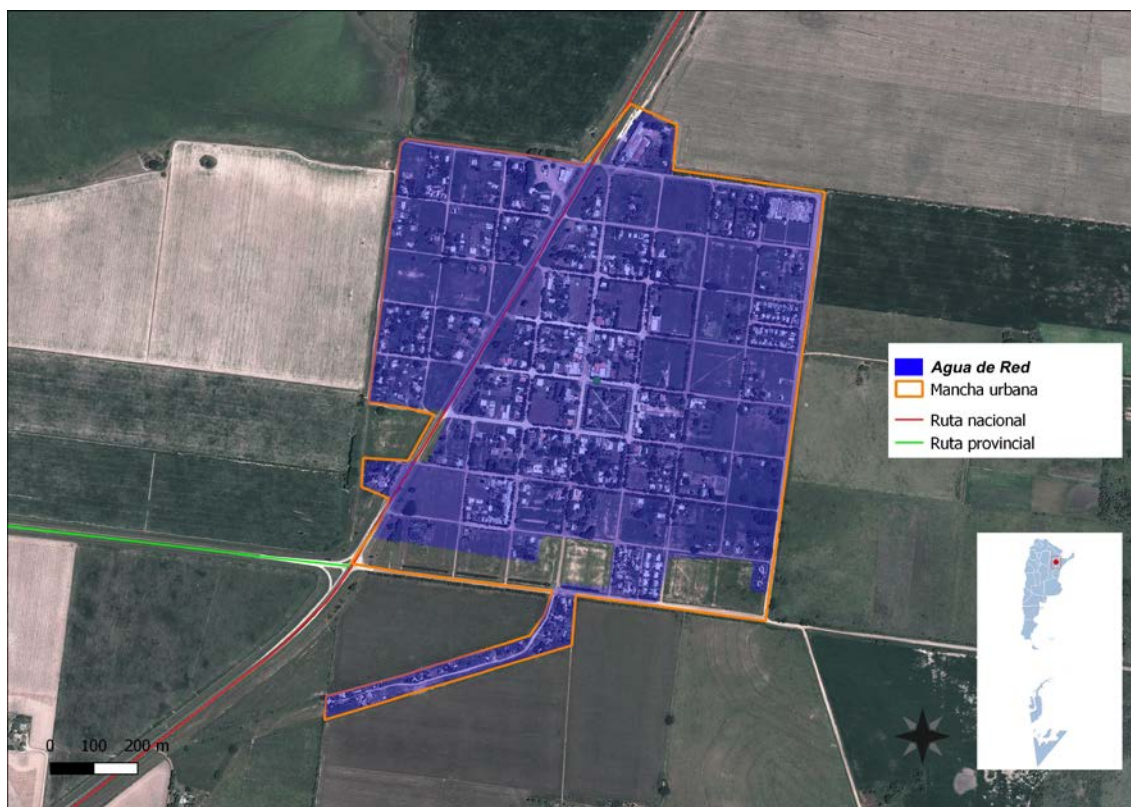 Agua de Red
Mancha urbana
Ruta nacional
Ruta provincial
0 100 200 m